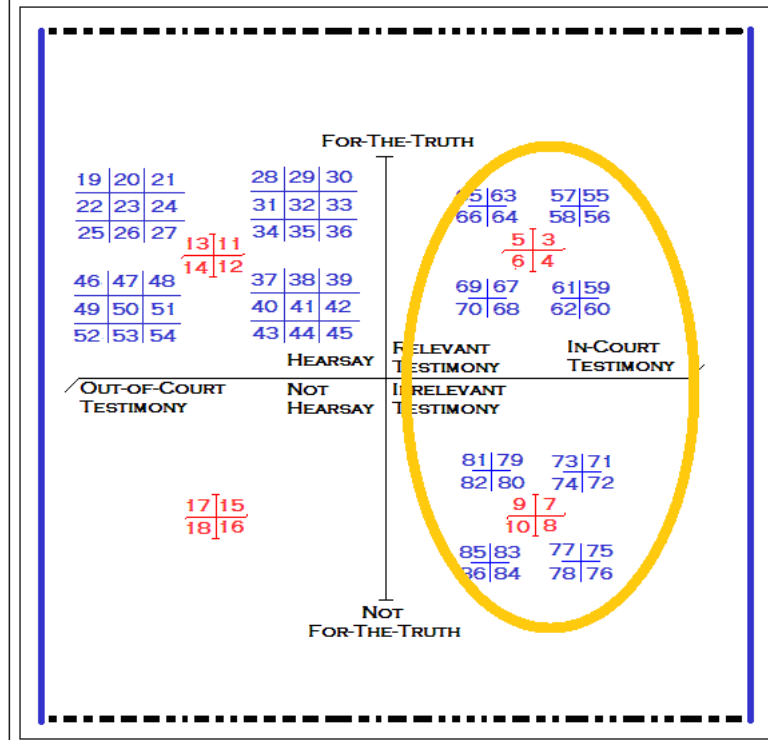 FOR-THE-TRUTH
19 20 21
22 23 24
25 26 27
28 29 30
31 32 33
34 35 36
13 11
14 12
46 47 48
49 50 51
52 53 54
37 38 39
40 41 42
43 44 45
65 63
66 64
57 55
58 56
5 3
6 4
69 67
70 68
61 59
62 60
HEARSAY
RELEVANT
TESTIMONY
IN-COURT
TESTIMONY
OUT-OF-COURT
TESTIMONY
NOT
HEARSAY
IRRELEVANT
TESTIMONY
17 15
18 16
81 79
82 80
73 71
74 72
9 7
10 8
85 83
86 84
77 75
78 76
NOT
FOR-THE-TRUTH